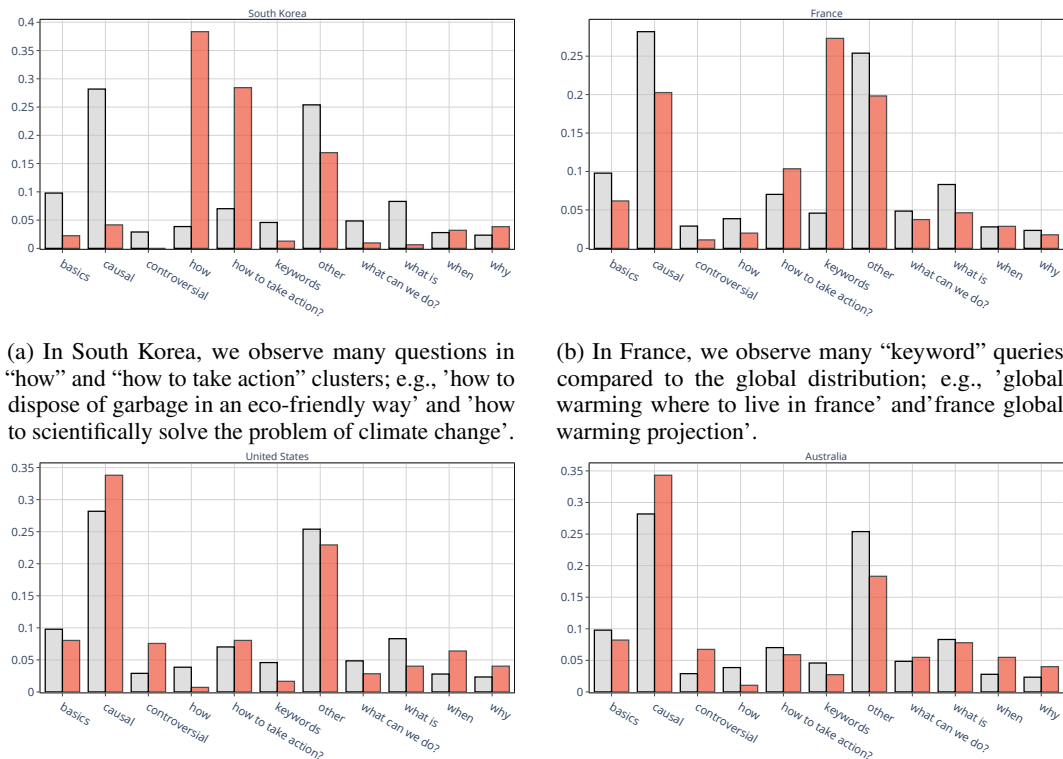 South Korea
0.4
0.35
0.3
0.25
0.2
0.15
0.1
0.05
0
basics
causal
controversial
how
how to take action?
keywords
other
what can we do?
what is
when
why
France
0.25
0.2
0.15
0.1
0.05
0
basics
causal
controversial
how
how to take action?
keywords
other
what can we do?
what is
when
why
(a) In South Korea, we observe many questions in
“how” and “how to take action” clusters; e.g., ’how to
dispose of garbage in an eco-friendly way’ and ’how
to scientifically solve the problem of climate change’.
(b) In France, we observe many “keyword” queries
compared to the global distribution; e.g., ’global
warming where to live in france’ and’france global
warming projection’.
United States
0.35
0.3
0.25
0.2
0.15
0.1
0.05
0
basics
causal
controversial
how
how to take action?
keywords
other
what can we do?
what is
when
why
Australia
0.35
0.3
0.25
0.2
0.15
0.1
0.05
0
basics
causal
controversial
how
how to take action?
keywords
other
what can we do?
what is
when
why